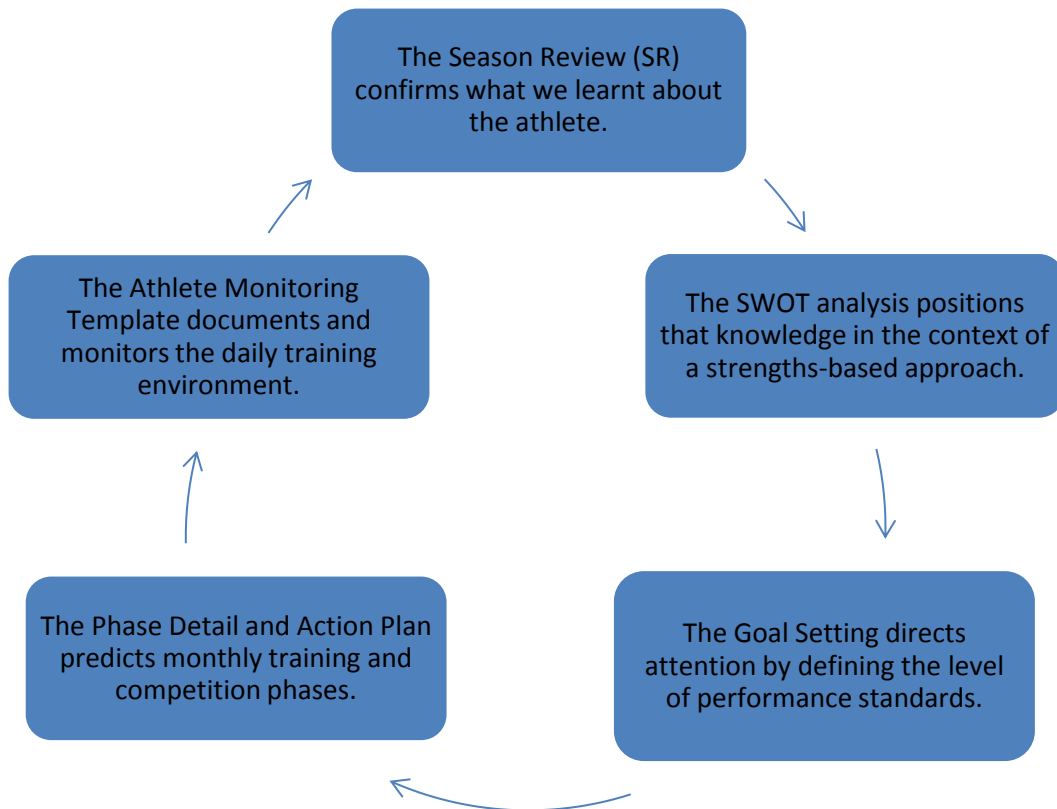 The Season Review (SR)
confirms what we learnt about
the athlete.
The SWOT analysis positions
that knowledge in the context of
a strengths-based approach.
The Goal Setting directs
attention by defining the level
of performance standards.
The Phase Detail and Action Plan
predicts monthly training and
competition phases.
The Athlete Monitoring
Template documents and
monitors the daily training
environment.